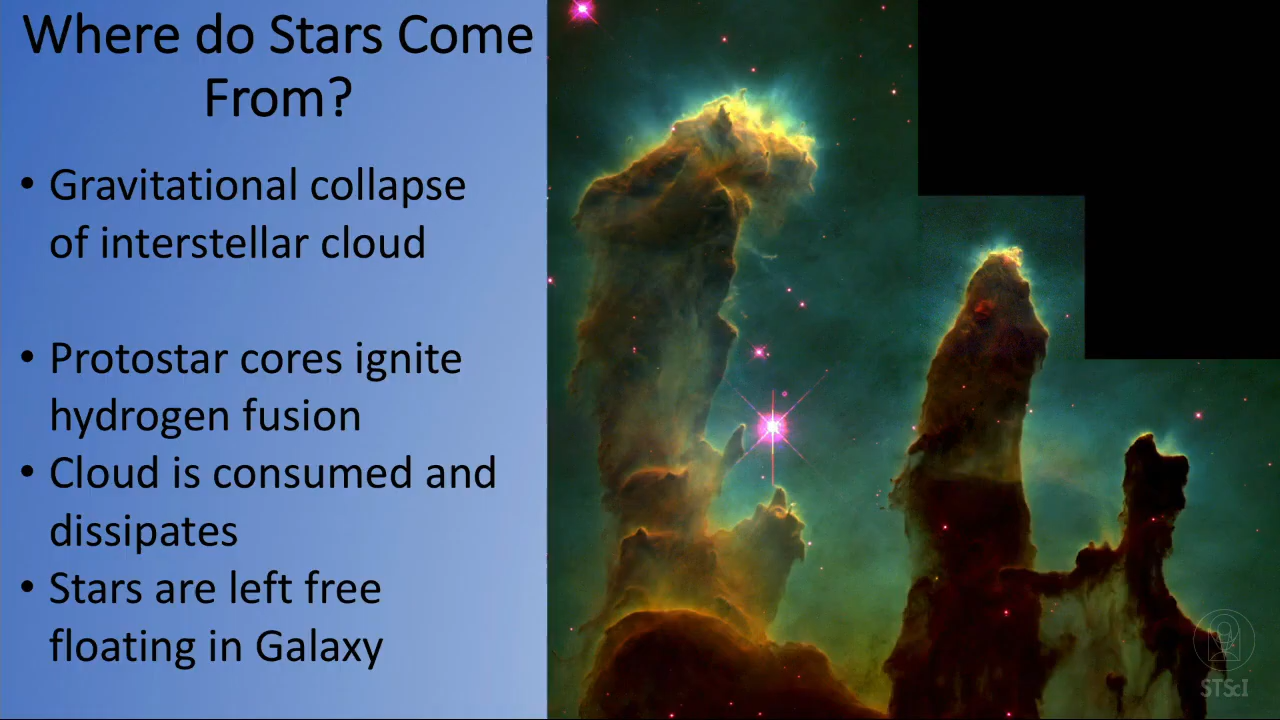 Where do Stars Come
From?
• Gravitational collapse
of interstellar cloud
• Protostar cores ignite
hydrogen fusion
• Cloud is consumed and
dissipates
• Stars are left free
floating in Galaxy
STScI